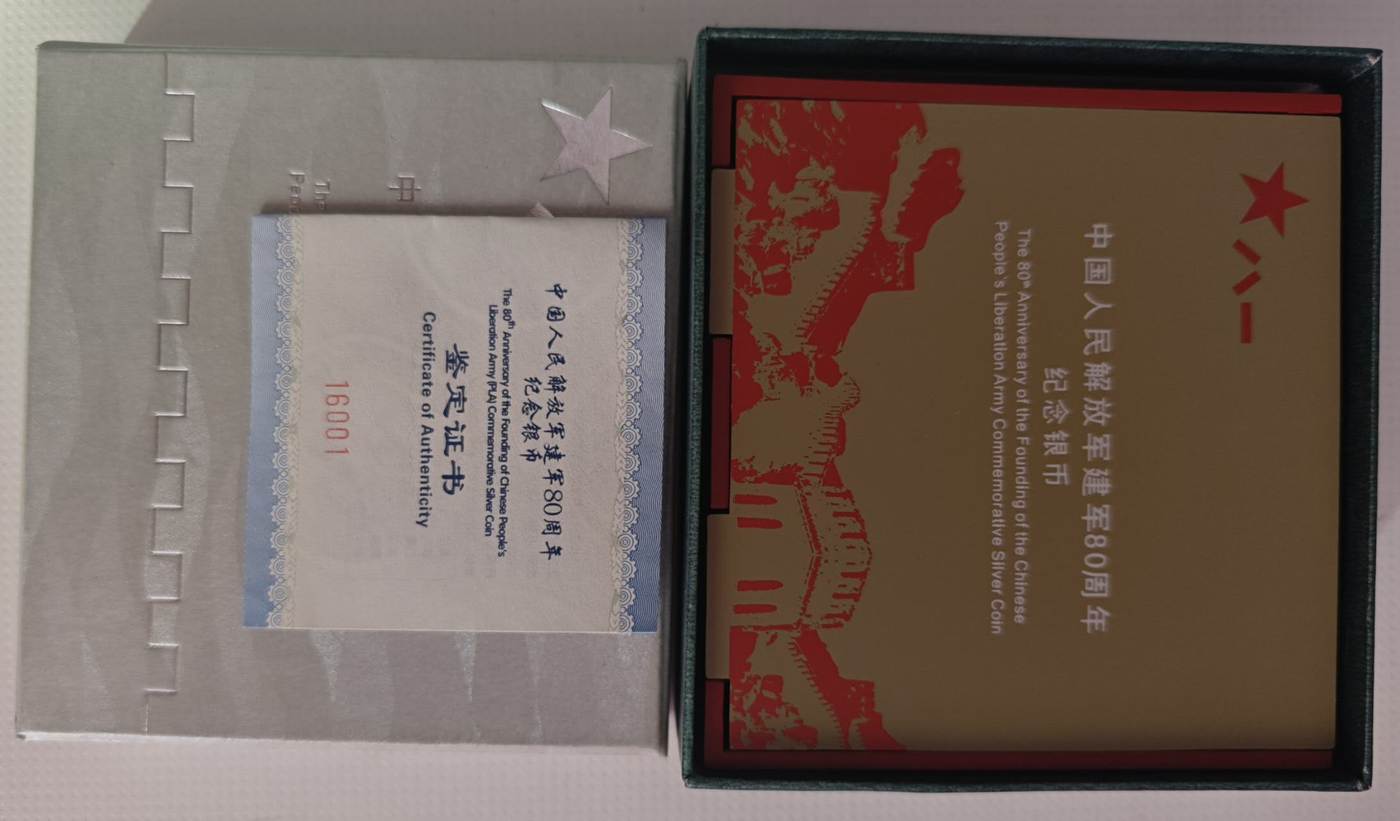 中
The
中国人民解放军建军80周年
纪念银币
The 80th Anniversary of the Founding of Chinese People's
Liberation Army (PLA) Commemorative Silver Coin
鉴定证书
Certificate of Authenticity
16001
八一
中国人民解放军建军80周年
纪念银币
The 80th Anniversary of the Founding of the Chinese
People's Liberation Army Commemorative Silver Coin